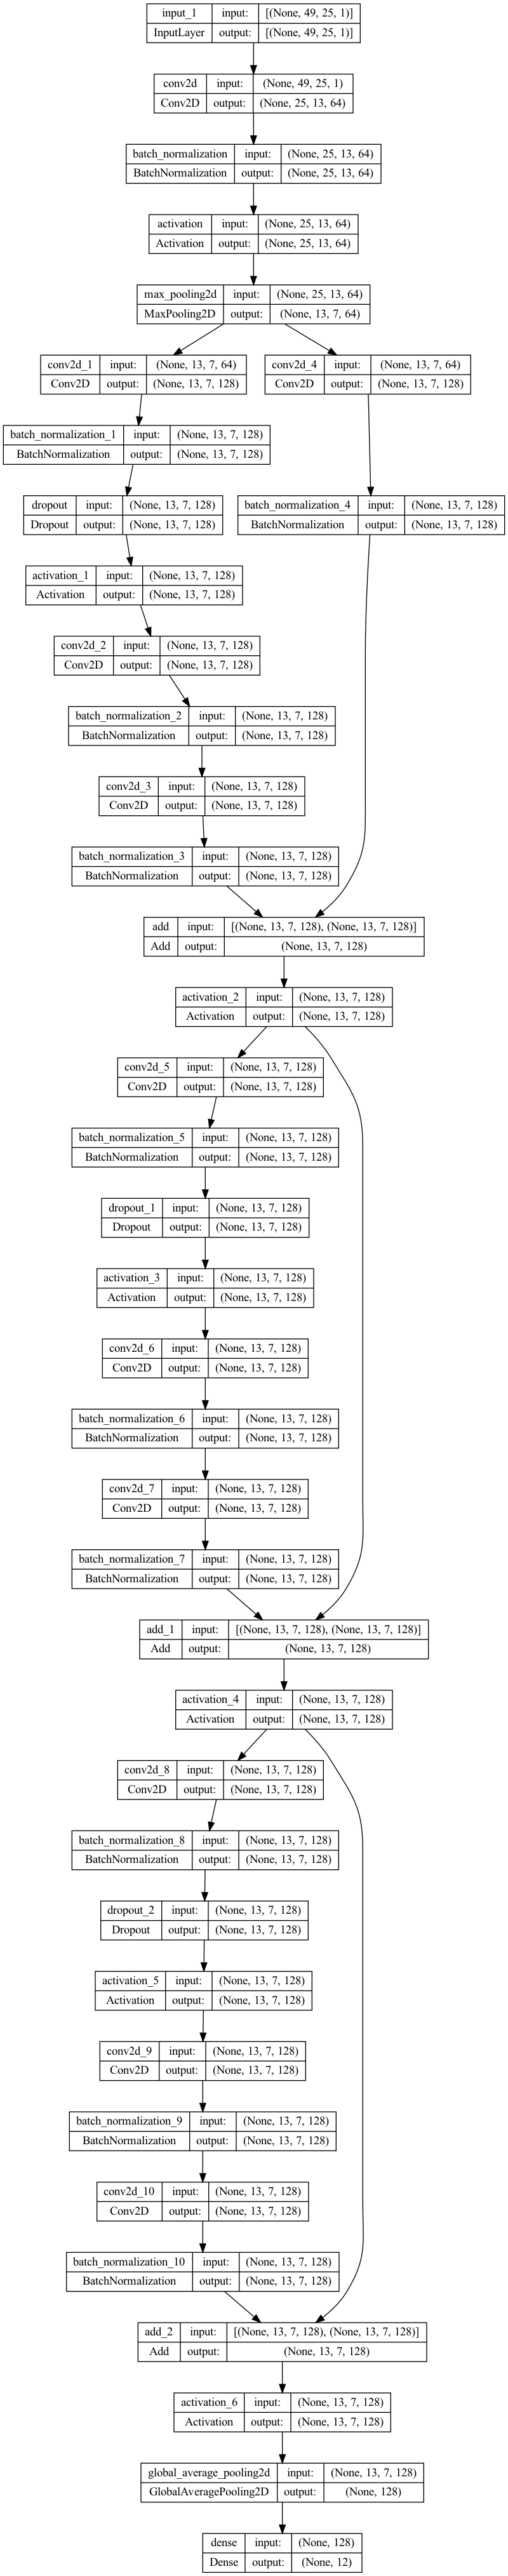 input_1 input: [(None, 49, 25, 1)]
InputLayer output: [(None, 49, 25, 1)]
conv2d input: (None, 49, 25, 1)
Conv2D output: (None, 25, 13, 64)
batch_normalization input: (None, 25, 13, 64)
BatchNormalization output: (None, 25, 13, 64)
activation input: (None, 25, 13, 64)
Activation output: (None, 25, 13, 64)
max_pooling2d input: (None, 25, 13, 64)
MaxPooling2D output: (None, 13, 7, 64)
conv2d_1 input: (None, 13, 7, 64)
Conv2D output: (None, 13, 7, 128)
conv2d_4 input: (None, 13, 7, 64)
Conv2D output: (None, 13, 7, 128)
batch_normalization_1 input: (None, 13, 7, 128)
BatchNormalization output: (None, 13, 7, 128)
dropout input: (None, 13, 7, 128)
Dropout output: (None, 13, 7, 128)
batch_normalization_4 input: (None, 13, 7, 128)
BatchNormalization output: (None, 13, 7, 128)
activation_1 input: (None, 13, 7, 128)
Activation output: (None, 13, 7, 128)
conv2d_2 input: (None, 13, 7, 128)
Conv2D output: (None, 13, 7, 128)
batch_normalization_2 input: (None, 13, 7, 128)
BatchNormalization output: (None, 13, 7, 128)
conv2d_3 input: (None, 13, 7, 128)
Conv2D output: (None, 13, 7, 128)
batch_normalization_3 input: (None, 13, 7, 128)
BatchNormalization output: (None, 13, 7, 128)
add input: [(None, 13, 7, 128), (None, 13, 7, 128)]
Add output: (None, 13, 7, 128)
activation_2 input: (None, 13, 7, 128)
Activation output: (None, 13, 7, 128)
conv2d_5 input: (None, 13, 7, 128)
Conv2D output: (None, 13, 7, 128)
batch_normalization_5 input: (None, 13, 7, 128)
BatchNormalization output: (None, 13, 7, 128)
dropout_1 input: (None, 13, 7, 128)
Dropout output: (None, 13, 7, 128)
activation_3 input: (None, 13, 7, 128)
Activation output: (None, 13, 7, 128)
conv2d_6 input: (None, 13, 7, 128)
Conv2D output: (None, 13, 7, 128)
batch_normalization_6 input: (None, 13, 7, 128)
BatchNormalization output: (None, 13, 7, 128)
conv2d_7 input: (None, 13, 7, 128)
Conv2D output: (None, 13, 7, 128)
batch_normalization_7 input: (None, 13, 7, 128)
BatchNormalization output: (None, 13, 7, 128)
add_1 input: [(None, 13, 7, 128), (None, 13, 7, 128)]
Add output: (None, 13, 7, 128)
activation_4 input: (None, 13, 7, 128)
Activation output: (None, 13, 7, 128)
conv2d_8 input: (None, 13, 7, 128)
Conv2D output: (None, 13, 7, 128)
batch_normalization_8 input: (None, 13, 7, 128)
BatchNormalization output: (None, 13, 7, 128)
dropout_2 input: (None, 13, 7, 128)
Dropout output: (None, 13, 7, 128)
activation_5 input: (None, 13, 7, 128)
Activation output: (None, 13, 7, 128)
conv2d_9 input: (None, 13, 7, 128)
Conv2D output: (None, 13, 7, 128)
batch_normalization_9 input: (None, 13, 7, 128)
BatchNormalization output: (None, 13, 7, 128)
conv2d_10 input: (None, 13, 7, 128)
Conv2D output: (None, 13, 7, 128)
batch_normalization_10 input: (None, 13, 7, 128)
BatchNormalization output: (None, 13, 7, 128)
add_2 input: [(None, 13, 7, 128), (None, 13, 7, 128)]
Add output: (None, 13, 7, 128)
activation_6 input: (None, 13, 7, 128)
Activation output: (None, 13, 7, 128)
global_average_pooling2d input: (None, 13, 7, 128)
GlobalAveragePooling2D output: (None, 128)
dense input: (None, 128)
Dense output: (None, 12)